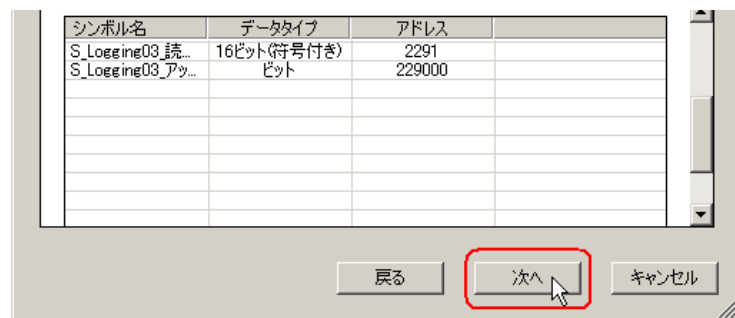 シンボル名 データタイプ アドレス
S_Logging03_読... 16ビット(符号付き) 2291
S_Logging03_アッ... ビット 229000
戻る 次へ キャンセル